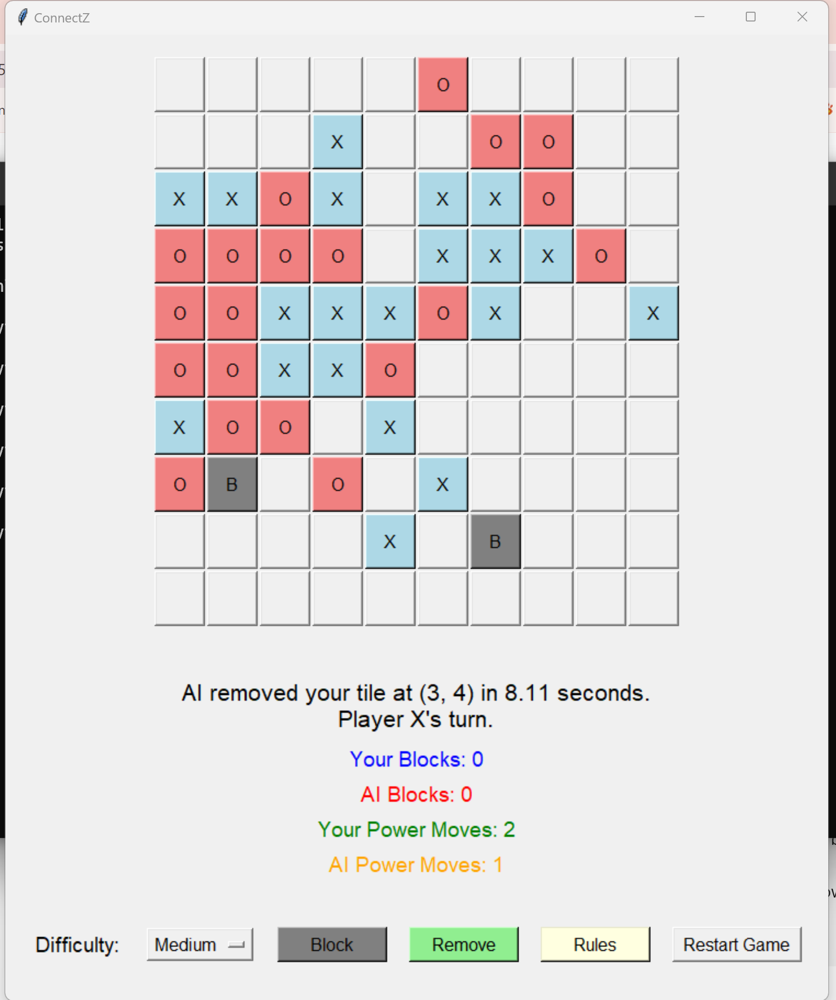 ConnectZ
O
X O O
X X O X X X O
O O O O X X X O
O O X X X O X X
O O X X O
X O O X
O B O X
X B
AI removed your tile at (3, 4) in 8.11 seconds.
Player X's turn.
Your Blocks: 0
AI Blocks: 0
Your Power Moves: 2
AI Power Moves: 1
Difficulty: Medium Block Remove Rules Restart Game